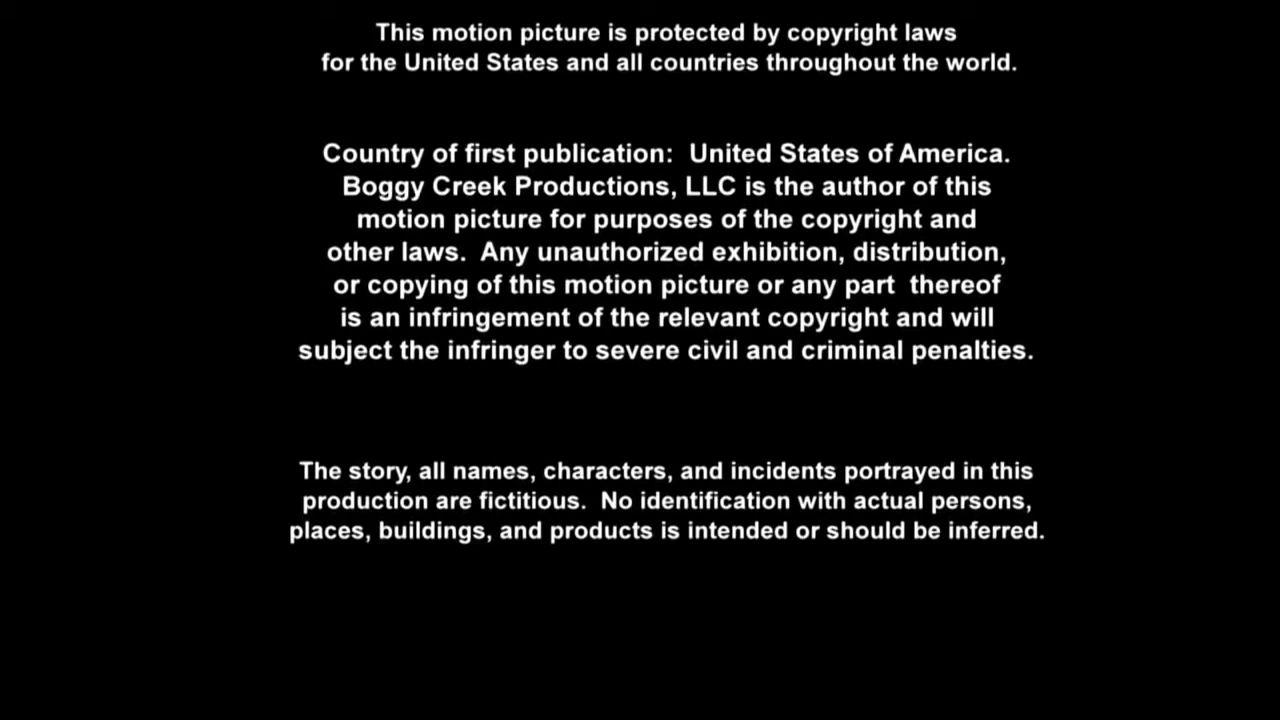 This motion picture is protected by copyright laws
for the United States and all countries throughout the world.
Country of first publication:  United States of America.
Boggy Creek Productions, LLC is the author of this
motion picture for purposes of the copyright and
other laws.  Any unauthorized exhibition, distribution,
or copying of this motion picture or any part  thereof
is an infringement of the relevant copyright and will
subject the infringer to severe civil and criminal penalties.
The story, all names, characters, and incidents portrayed in this
production are fictitious.  No identification with actual persons,
places, buildings, and products is intended or should be inferred.